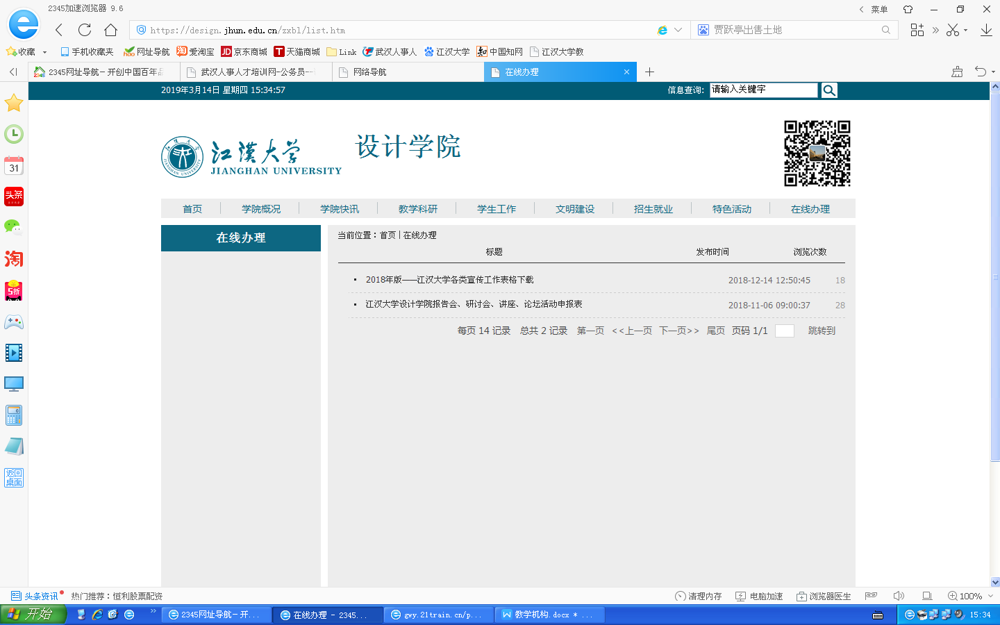 2345加速浏览器 9.6
菜单
https://design.jhun.edu.cn/zxbl/list.htm
贾跃亭出售土地
收藏 手机收藏夹 网址导航 爱淘宝 京东商城 天猫商城 Link 武汉人事人 江汉大学 中国知网 江汉大学教
2345网址导航－开创中国百年品 武汉人事人才培训网-公务员-- 网络导航 在线办理
2019年3月14日 星期四 15:34:57
信息查询: 请输入关键字
江漢大学
JIANGHAN UNIVERSITY
设计学院
首页 学院概况 学院快讯 教学科研 学生工作 文明建设 招生就业 特色活动 在线办理
在线办理
当前位置：首页 | 在线办理
标题 发布时间 浏览次数
2018年版——江汉大学各类宣传工作表格下载 2018-12-14 12:50:45 18
江汉大学设计学院报告会、研讨会、讲座、论坛活动申报表 2018-11-06 09:00:37 28
每页 14 记录 总共 2 记录 第一页 <<上一页 下一页>> 尾页 页码 1/1 跳转到
31
头条
淘
5折
返回
桌面
头条资讯 热门推荐：恒利股票配资
清理内存 电脑加速 浏览器医生 100%
开始
2345网址导航－开...
在线办理 - 2345...
gwy.21train.cn/p...
教学机构.docx * ...
15:34